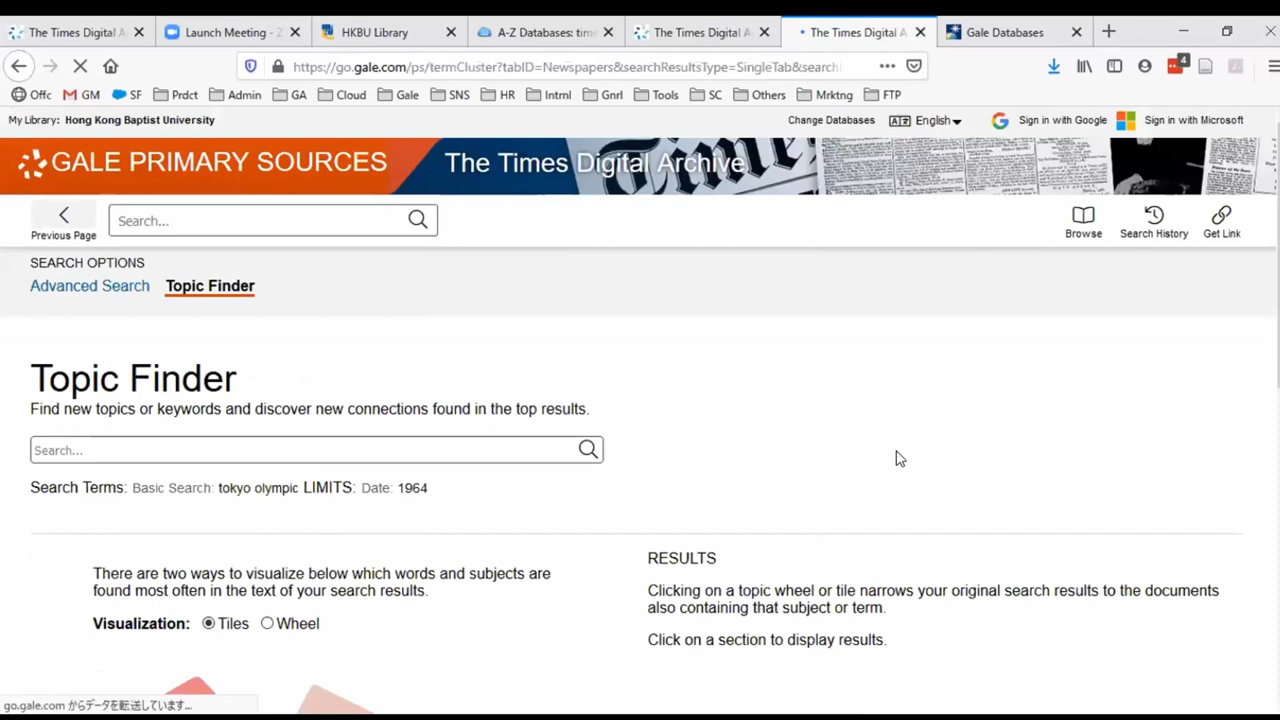 The Times Digital A
Launch Meeting - Z
HKBU Library
A-Z Databases: time
The Times Digital A
The Times Digital A
Gale Databases
https://go.gale.com/ps/termCluster?tabID=Newspapers&searchResultsType=SingleTab&searchl
4
Offc
GM
SF
Prdct
Admin
GA
Cloud
Gale
SNS
HR
Intrnl
Gnrl
Tools
SC
Others
Mrktng
FTP
My Library: Hong Kong Baptist University
Change Databases
English
Sign in with Google
Sign in with Microsoft
GALE PRIMARY SOURCES
The Times Digital Archive
Previous Page
Search...
Browse
Search History
Get Link
SEARCH OPTIONS
Advanced Search
Topic Finder
Topic Finder
Find new topics or keywords and discover new connections found in the top results.
Search...
Search Terms: Basic Search: tokyo olympic LIMITS: Date: 1964
There are two ways to visualize below which words and subjects are
found most often in the text of your search results.
Visualization: Tiles Wheel
RESULTS
Clicking on a topic wheel or tile narrows your original search results to the documents
also containing that subject or term.
Click on a section to display results.
go.gale.com からデータを転送しています...